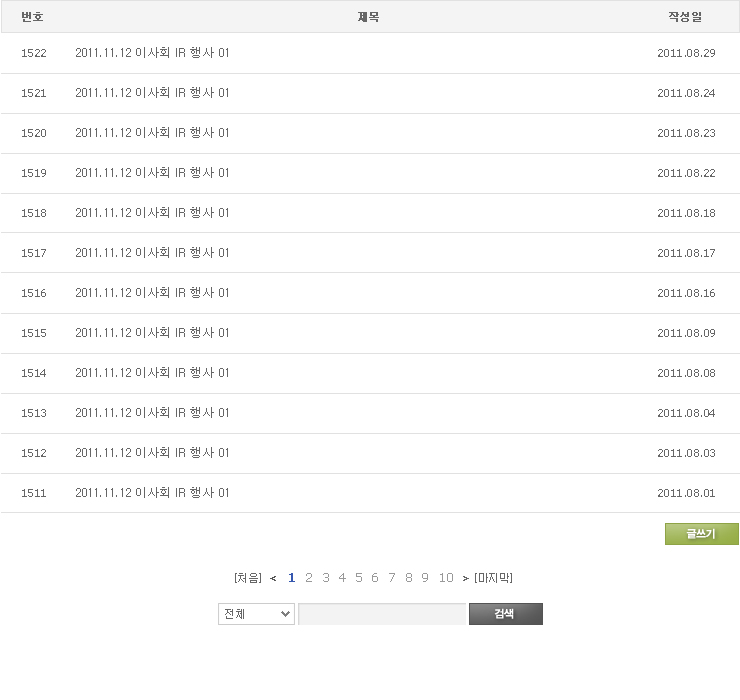 번호 제목 작성일
1522 2011.11.12 이사회 IR 행사 01 2011.08.29
1521 2011.11.12 이사회 IR 행사 01 2011.08.24
1520 2011.11.12 이사회 IR 행사 01 2011.08.23
1519 2011.11.12 이사회 IR 행사 01 2011.08.22
1518 2011.11.12 이사회 IR 행사 01 2011.08.18
1517 2011.11.12 이사회 IR 행사 01 2011.08.17
1516 2011.11.12 이사회 IR 행사 01 2011.08.16
1515 2011.11.12 이사회 IR 행사 01 2011.08.09
1514 2011.11.12 이사회 IR 행사 01 2011.08.08
1513 2011.11.12 이사회 IR 행사 01 2011.08.04
1512 2011.11.12 이사회 IR 행사 01 2011.08.03
1511 2011.11.12 이사회 IR 행사 01 2011.08.01
글쓰기
[처음] < 1 2 3 4 5 6 7 8 9 10 > [마지막]
전체 검색